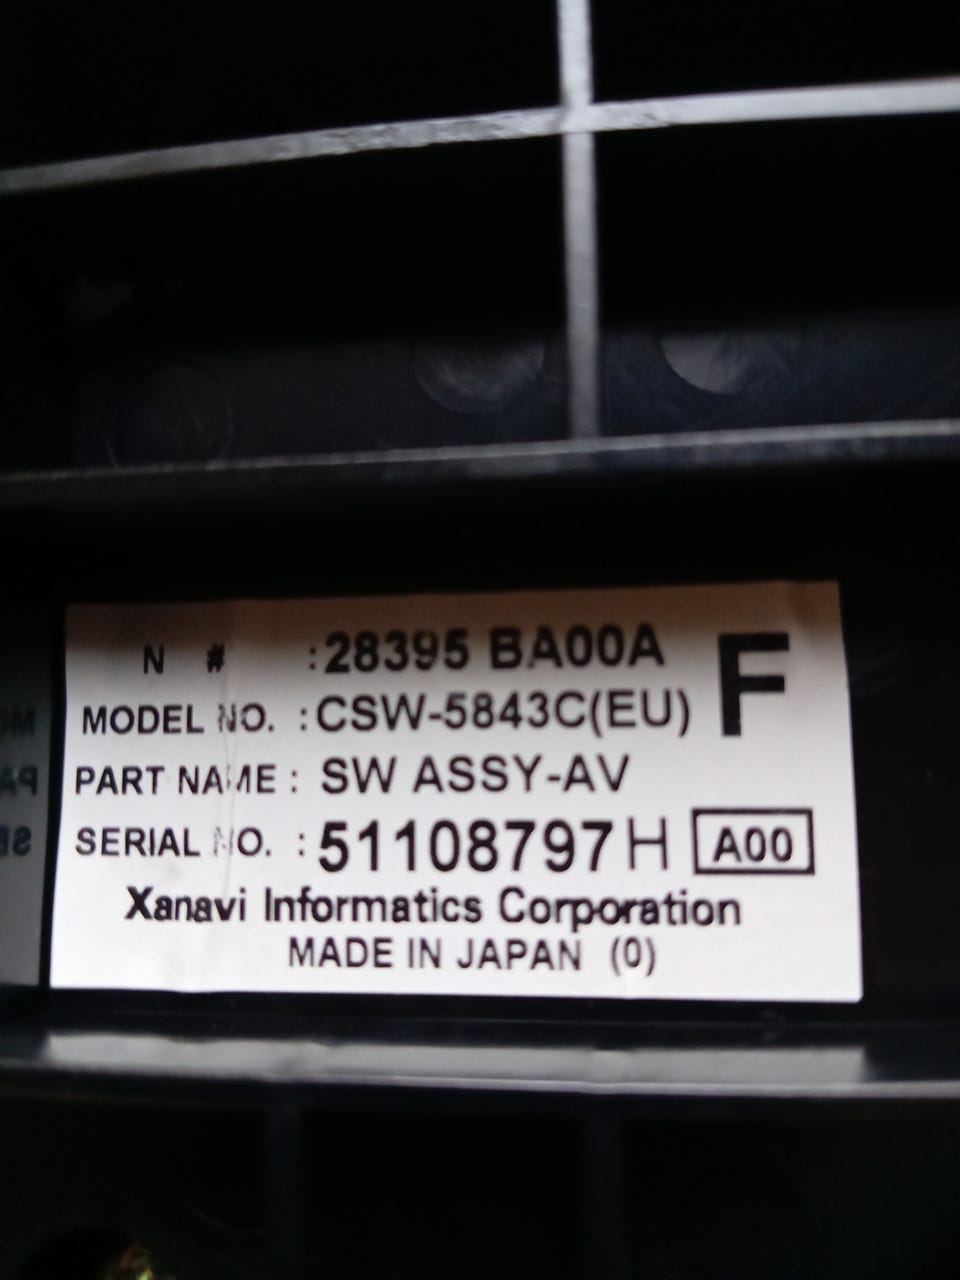 N # :28395 BA00A
F
MODEL NO. :CSW-5843C(EU)
PART NAME : SW ASSY-AV
SERIAL NO. :51108797H A00
Xanavi Informatics Corporation
MADE IN JAPAN (0)